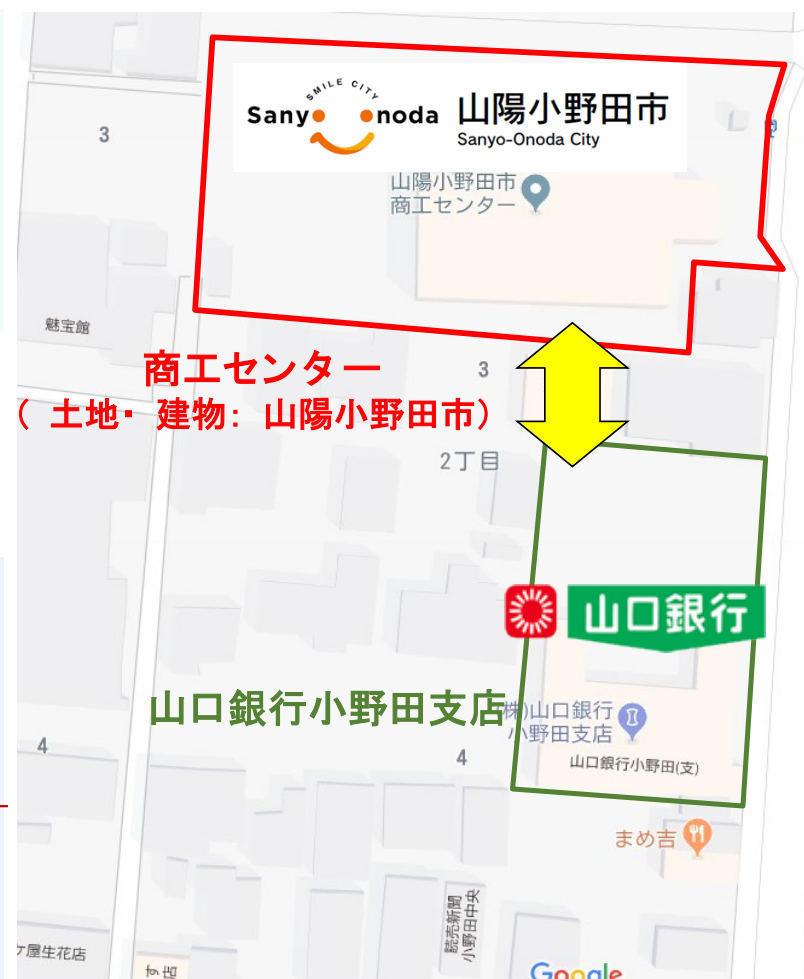 SMILE CITY
Sanyo Onoda
山陽小野田市
Sanyo-Onoda City
山陽小野田市
商工センター
3
魅宝館
商工センター
3
( 土地・ 建物: 山陽小野田市)
2丁目
山口銀行
山口銀行小野田支店
(株)山口銀行
小野田支店
4
4
山口銀行小野田(支)
まめ吉
読売新聞
小野田中央
屋生花店
店
Google